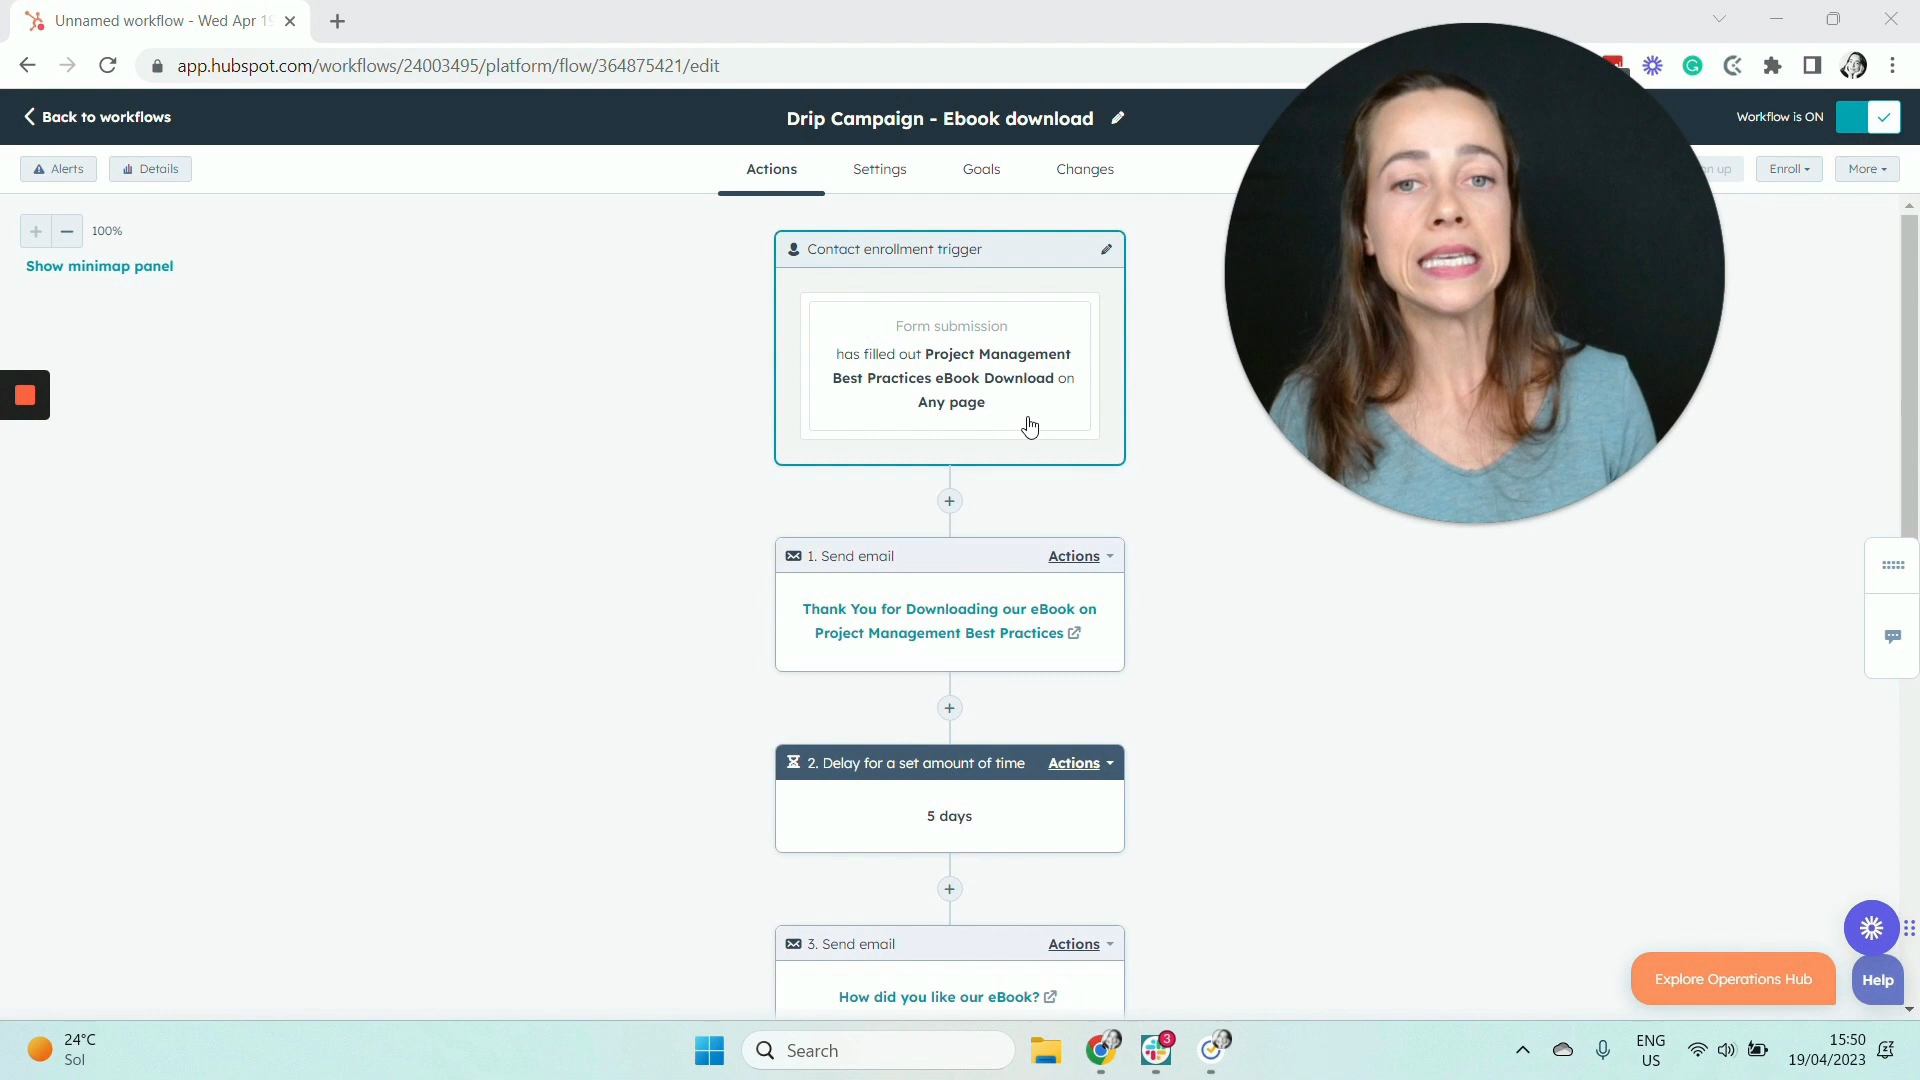 Unnamed workflow - Wed Apr 19
app.hubspot.com/workflows/24003495/platform/flow/364875421/edit
Back to workflows
Drip Campaign - Ebook download
Workflow is ON
Alerts
Details
Actions
Settings
Goals
Changes
n up
Enroll
More
100%
Show minimap panel
Contact enrollment trigger
Form submission
has filled out Project Management
Best Practices eBook Download on
Any page
1. Send email
Actions
Thank You for Downloading our eBook on
Project Management Best Practices
2. Delay for a set amount of time
Actions
5 days
3. Send email
Actions
How did you like our eBook?
Explore Operations Hub
Help
24°C
Sol
Search
3
ENG
US
15:50
19/04/2023